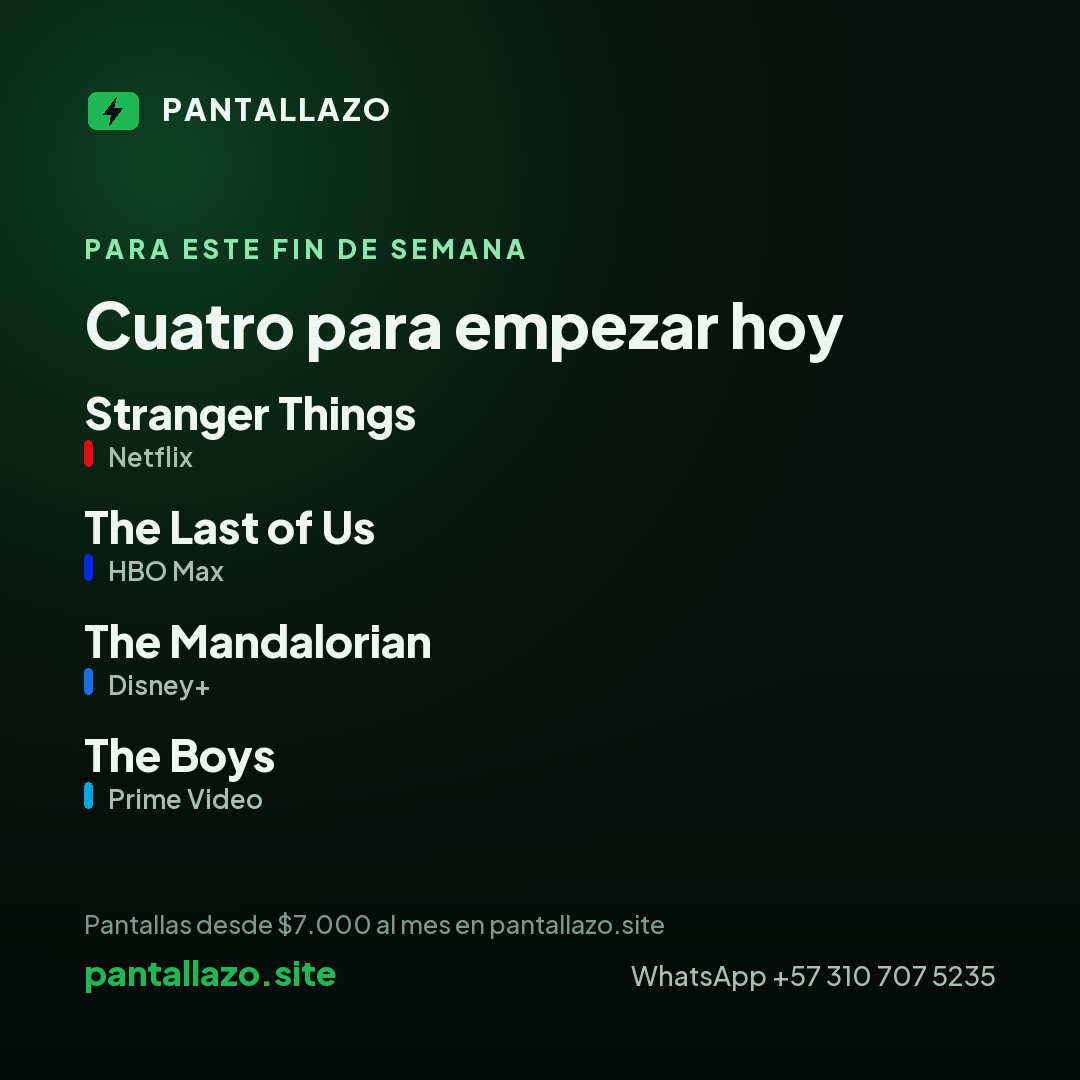 PANTALLAZO
PARA ESTE FIN DE SEMANA
Cuatro para empezar hoy
Stranger Things
Netflix
The Last of Us
HBO Max
The Mandalorian
Disney+
The Boys
Prime Video
Pantallas desde $7.000 al mes en pantallazo.site
pantallazo.site
WhatsApp +57 310 707 5235